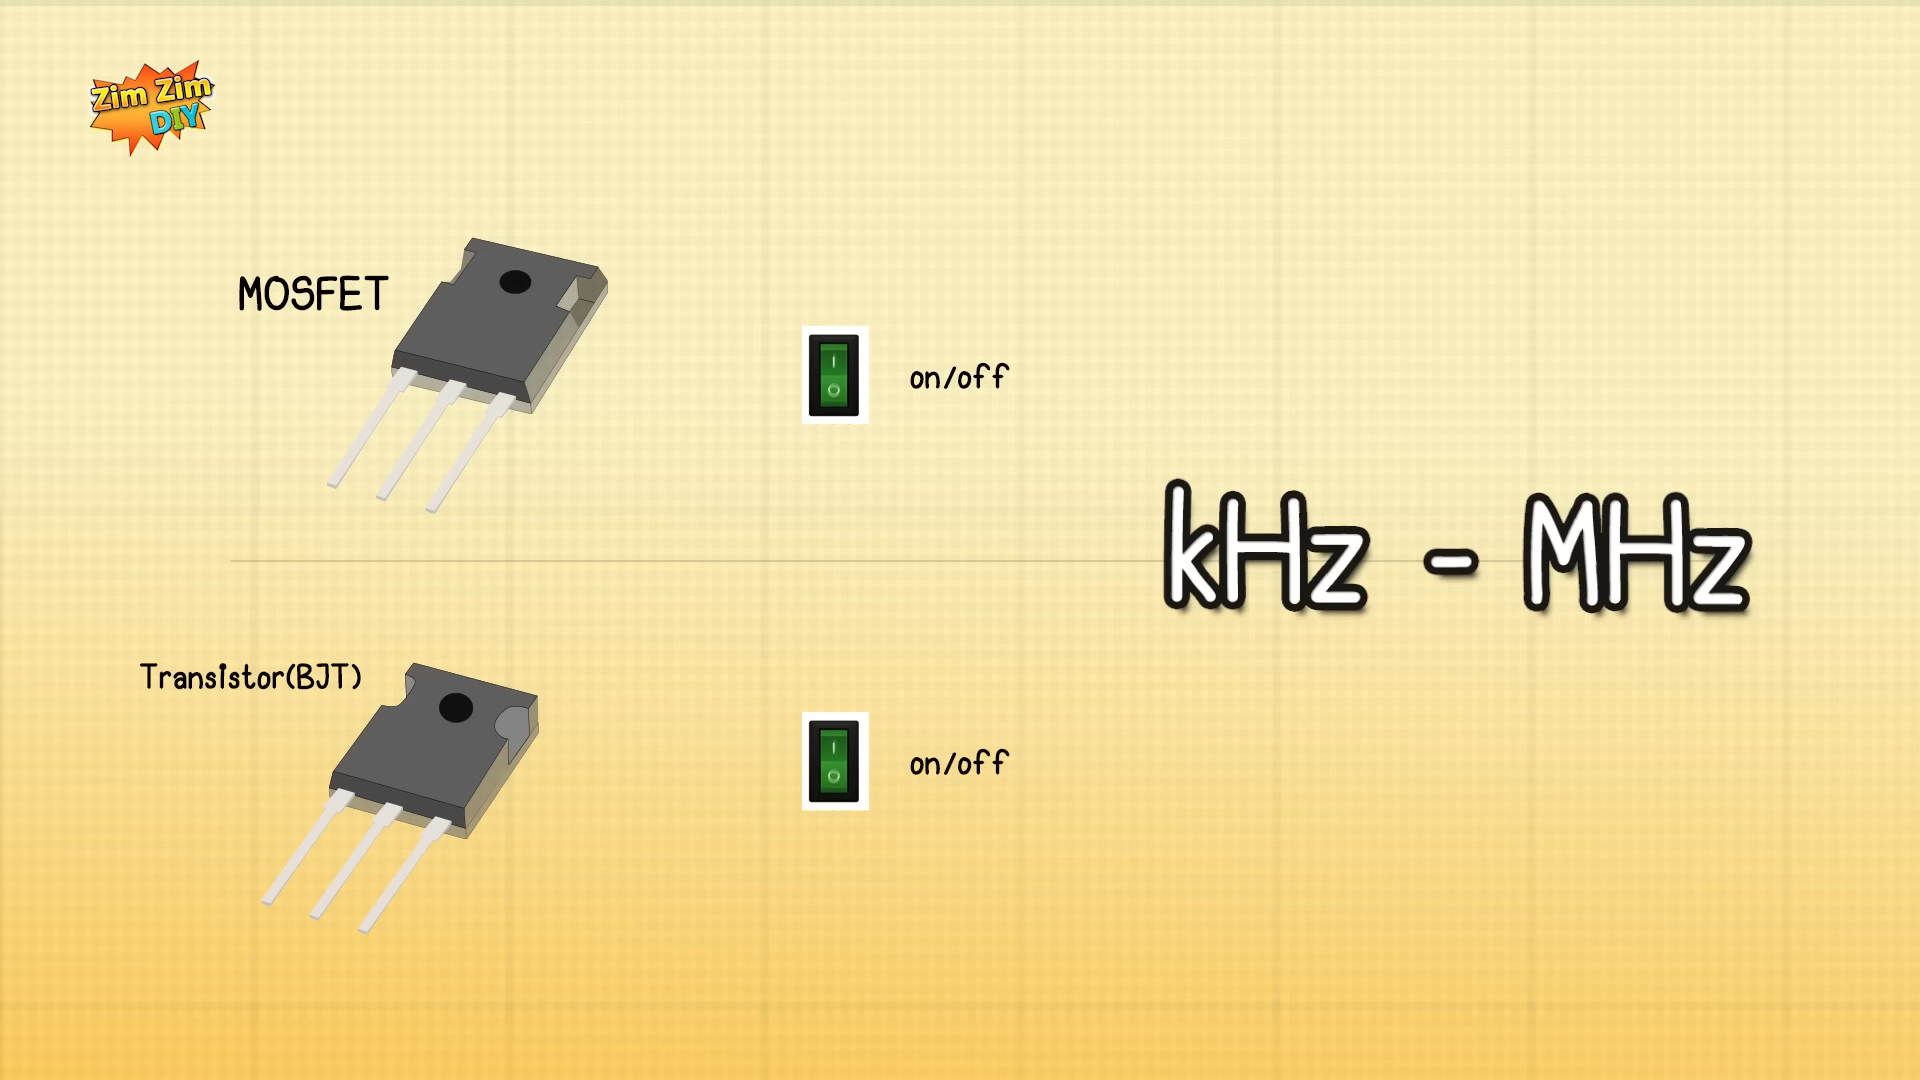 Zim Zim
DIY
MOSFET
on/off
kHz - MHz
Transistor(BJT)
on/off